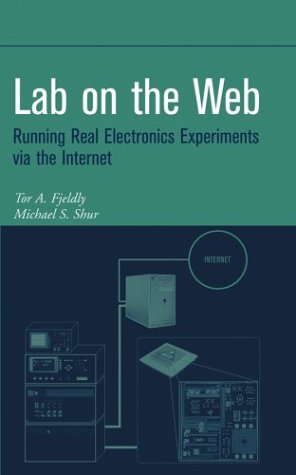 Lab on the Web
Running Real Electronics Experiments
via the Internet
Tor A. Fjeldly
Michael S. Shur
INTERNET